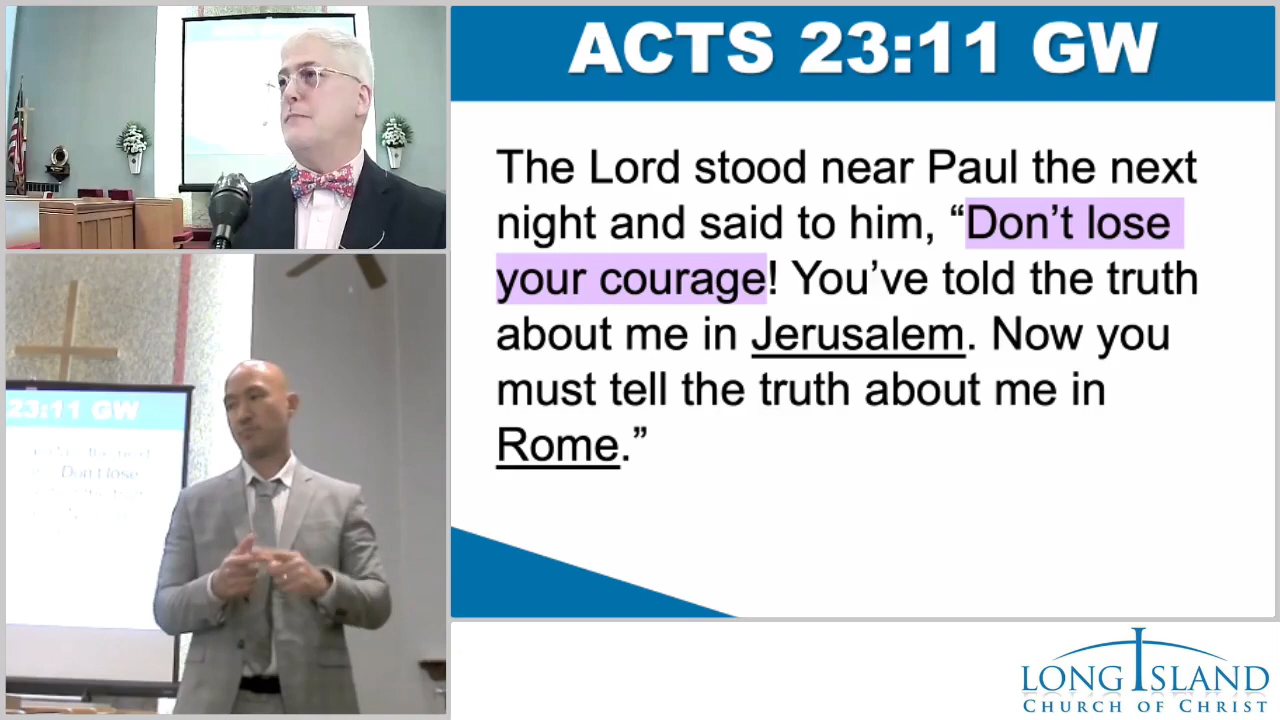 ACTS 23:11 GW
The Lord stood near Paul the next
night and said to him, “Don’t lose
your courage! You’ve told the truth
about me in Jerusalem. Now you
must tell the truth about me in
Rome.”
23:11 GW
Don't lose
LONG ISLAND
CHURCH OF CHRIST